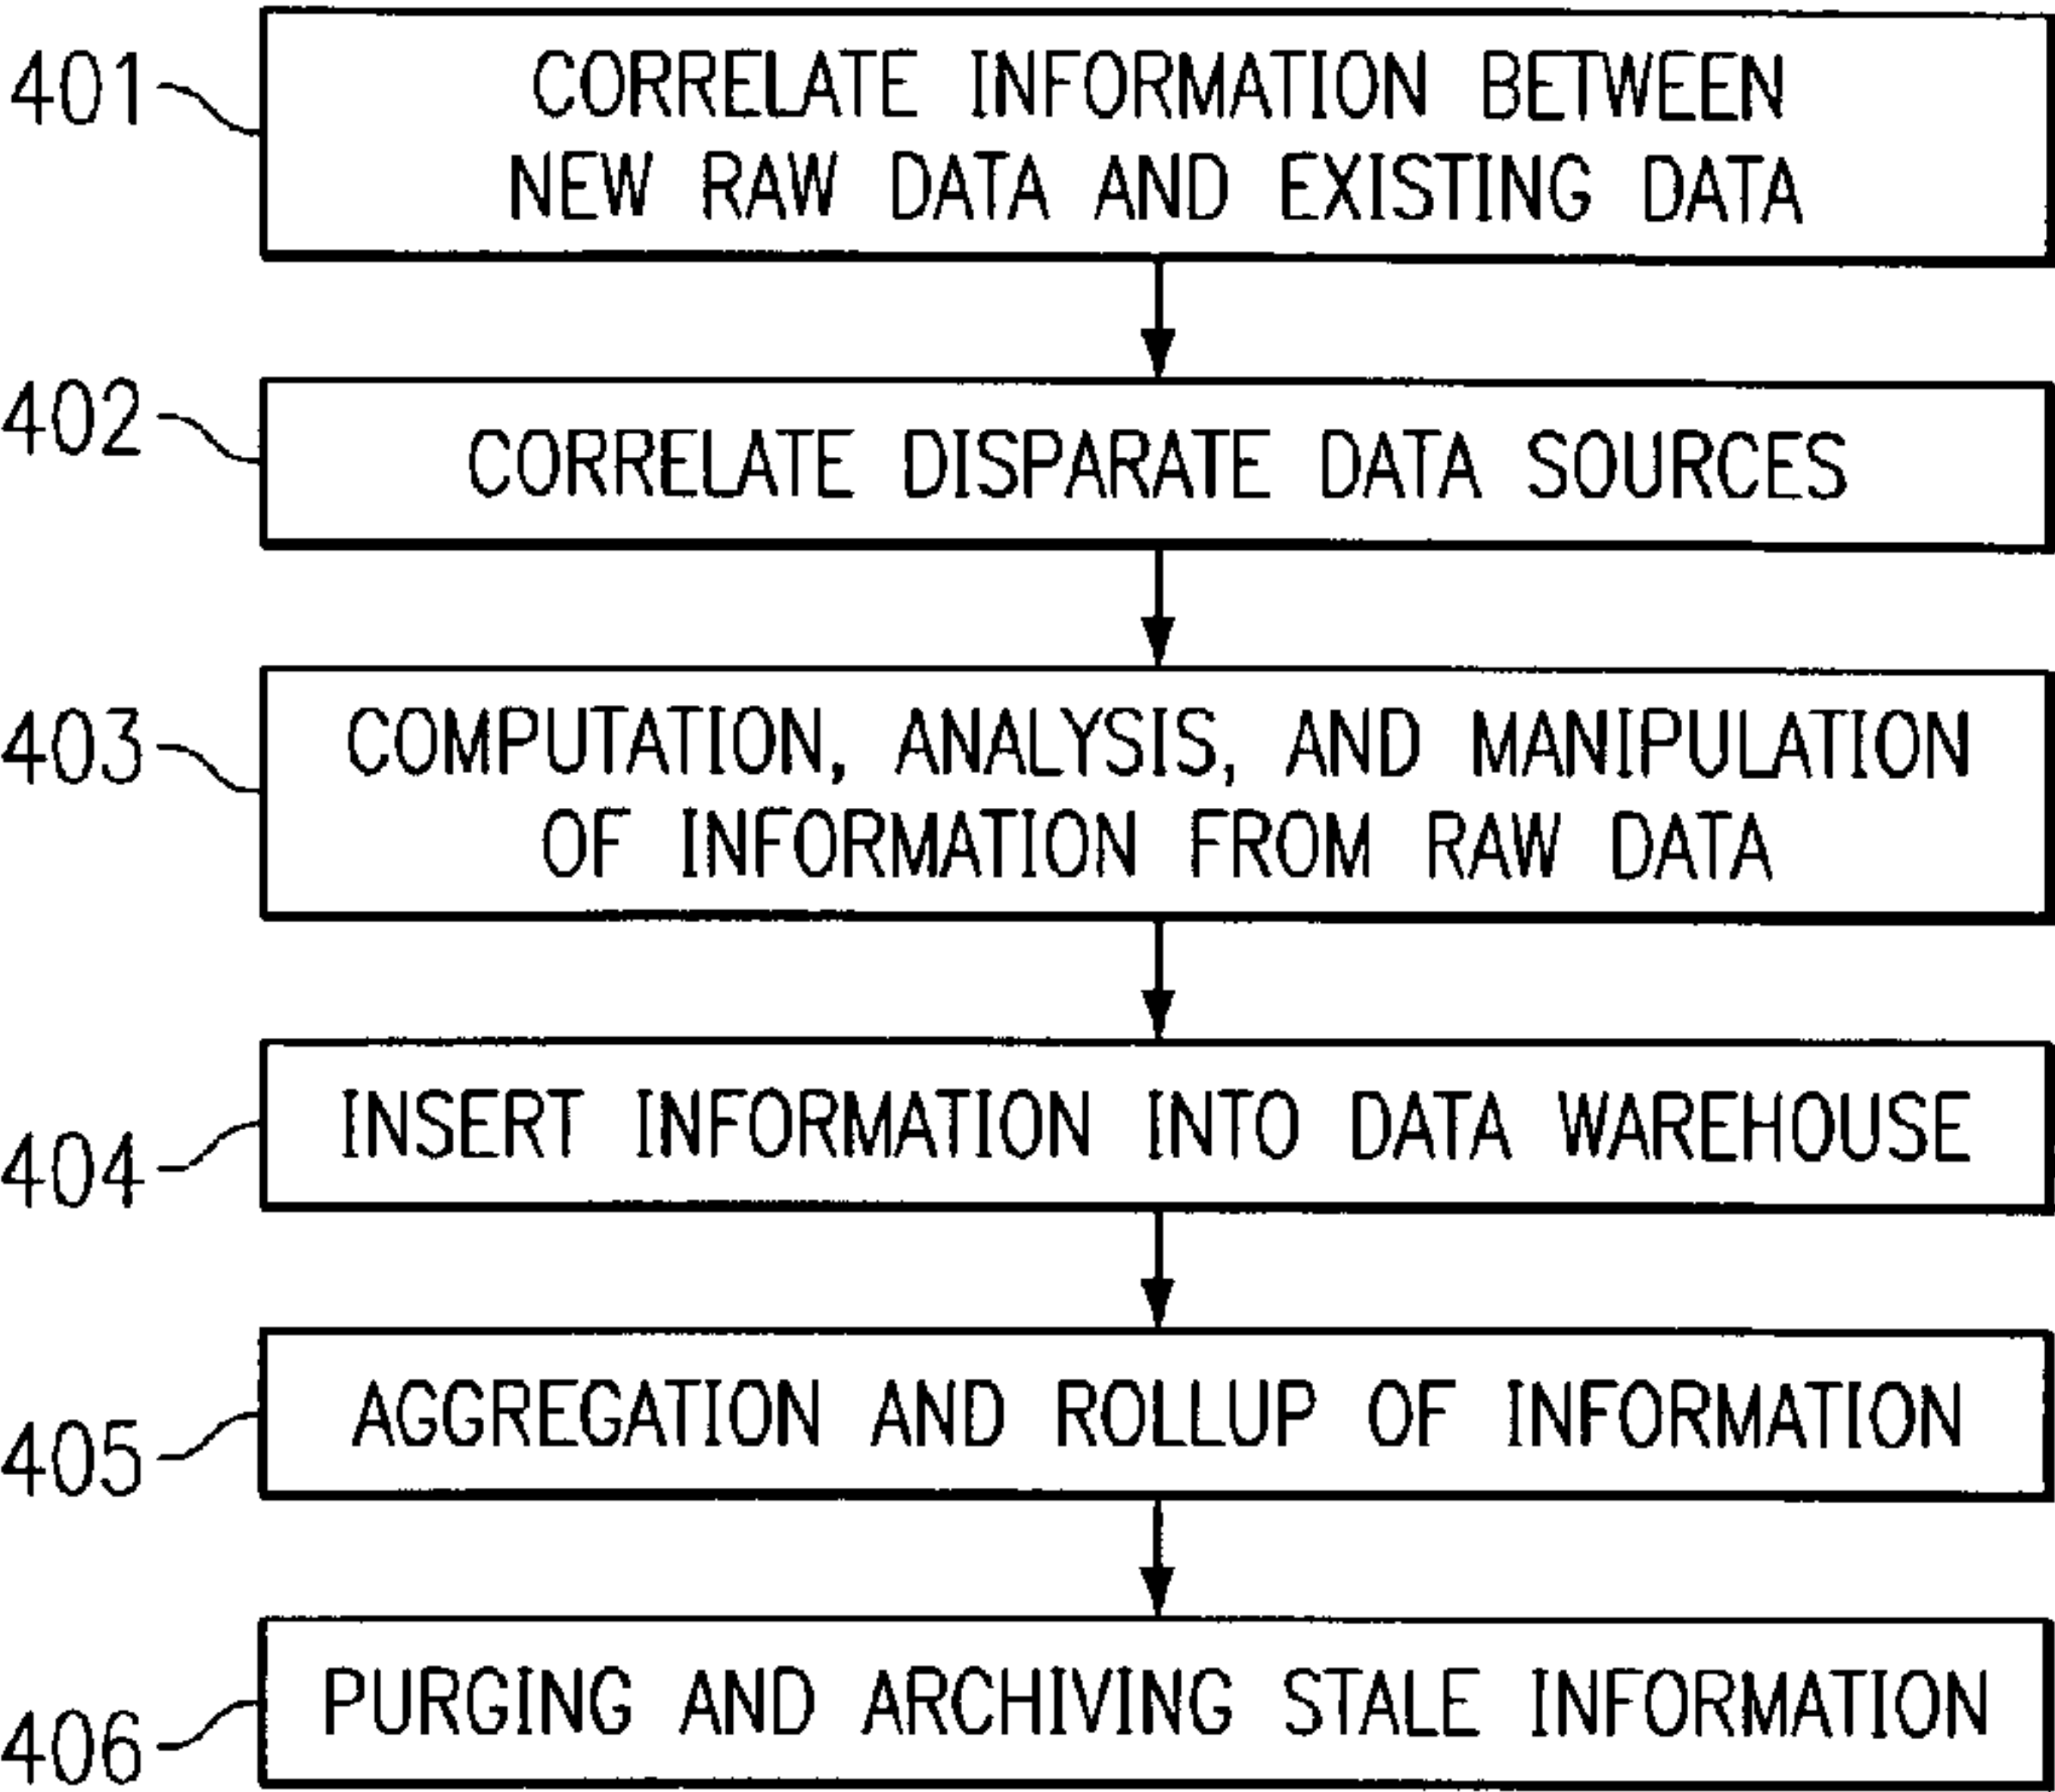 401
CORRELATE INFORMATION BETWEEN
NEW RAW DATA AND EXISTING DATA
402
CORRELATE DISPARATE DATA SOURCES
403
COMPUTATION, ANALYSIS, AND MANIPULATION
OF INFORMATION FROM RAW DATA
404
INSERT INFORMATION INTO DATA WAREHOUSE
405
AGGREGATION AND ROLLUP OF INFORMATION
406
PURGING AND ARCHIVING STALE INFORMATION